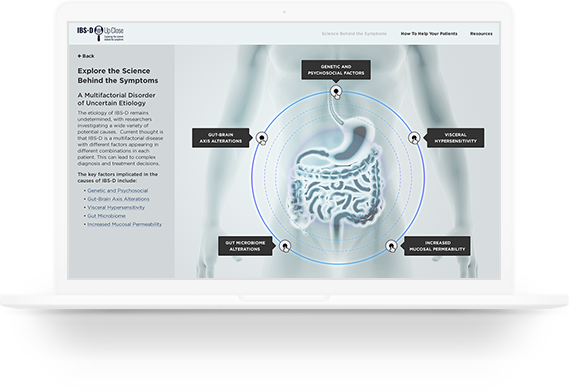 IBS-D Up Close
Science Behind the Symptoms
How To Help Your Patients
Resources
Back
Explore the Science
Behind the Symptoms
A Multifactorial Disorder
of Uncertain Etiology
The etiology of IBS-D remains
undetermined, with researchers
investigating a wide variety of
potential causes. Current thought is
that IBS-D is a multifactorial disease
with different factors appearing in
different combinations in each
patient. This can lead to complex
diagnosis and treatment decisions.
The key factors implicated in the
causes of IBS-D include:
• Genetic and Psychosocial
• Gut-Brain Axis Alterations
• Visceral Hypersensitivity
• Gut Microbiome
• Increased Mucosal Permeability
GENETIC AND
PSYCHOSOCIAL FACTORS
GUT-BRAIN
AXIS ALTERATIONS
VISCERAL
HYPERSENSITIVITY
GUT MICROBIOME
ALTERATIONS
INCREASED
MUCOSAL PERMEABILITY